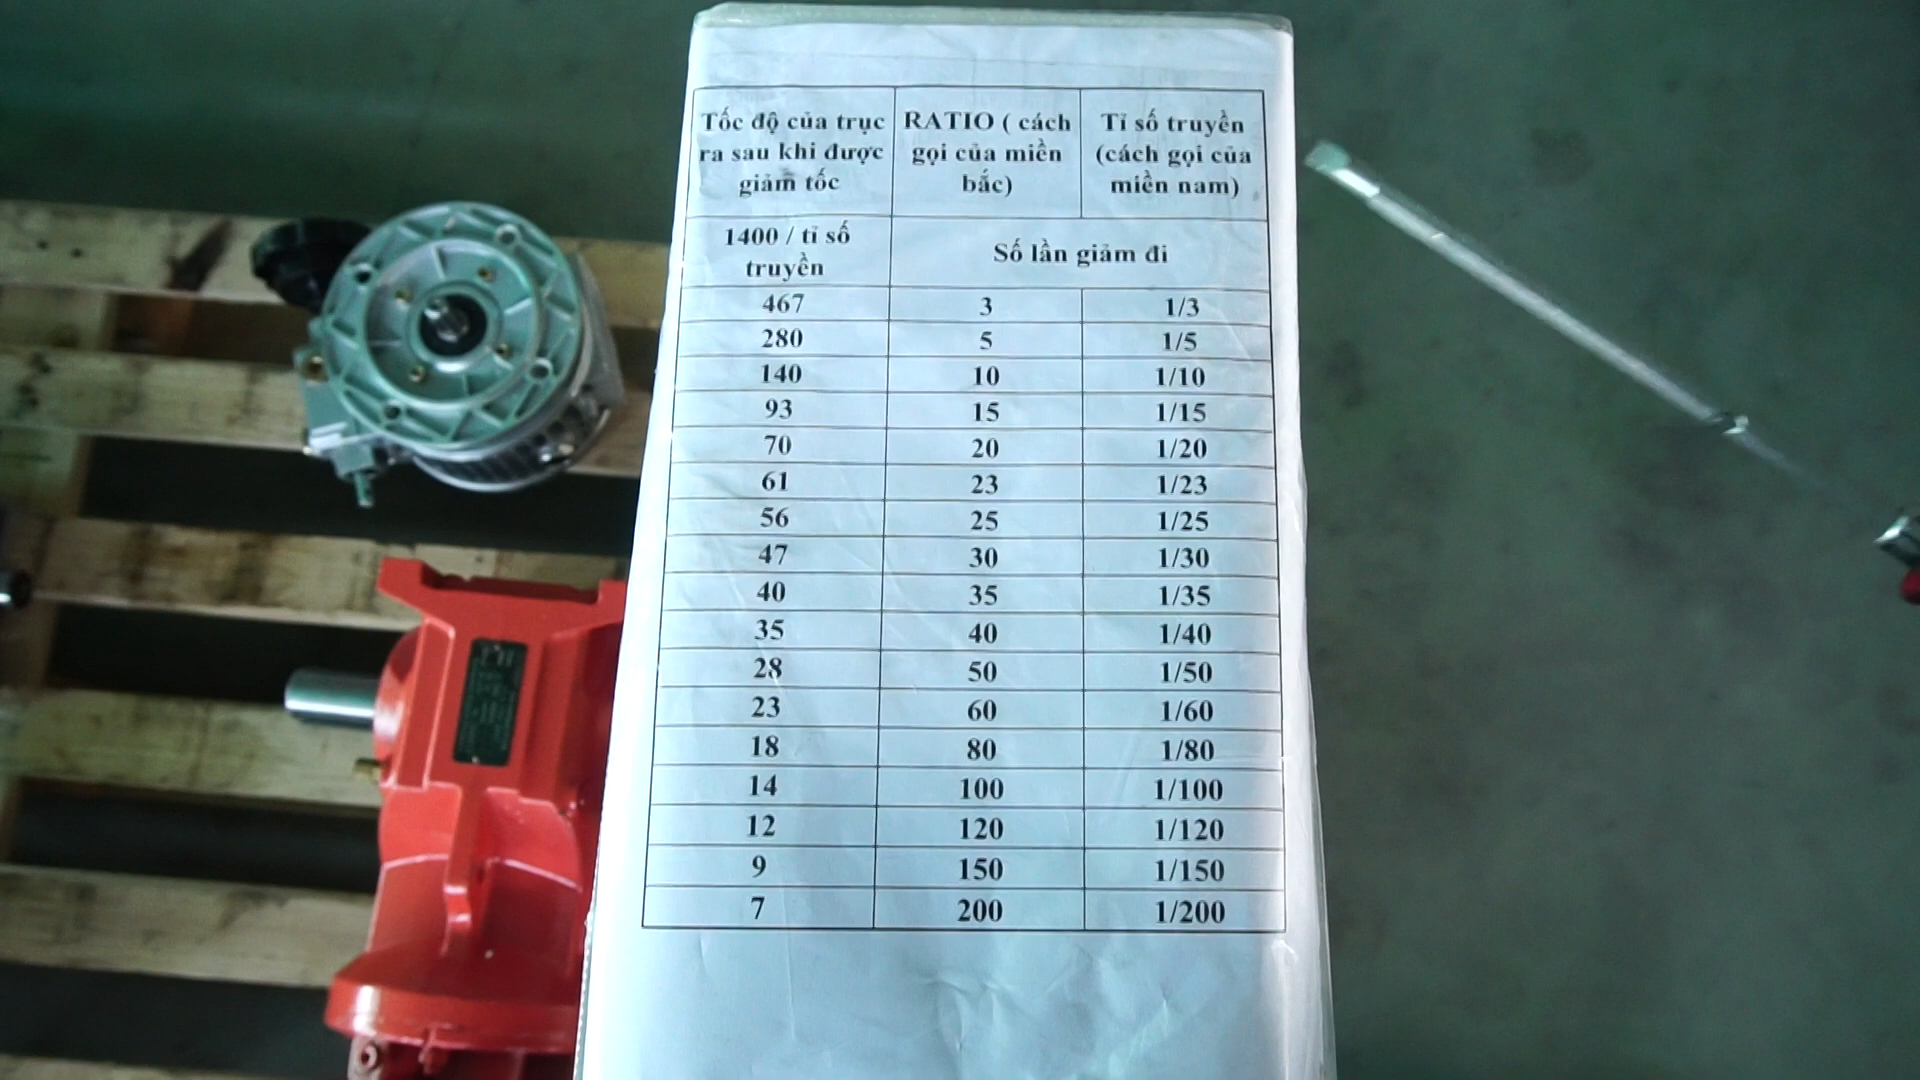 Tốc độ của trục
ra sau khi được
giảm tốc
RATIO ( cách
gọi của miền
bắc)
Tỉ số truyền
(cách gọi của
miền nam)
1400 / tỉ số
truyền
Số lần giảm đi
467 3 1/3
280 5 1/5
140 10 1/10
93 15 1/15
70 20 1/20
61 23 1/23
56 25 1/25
47 30 1/30
40 35 1/35
35 40 1/40
28 50 1/50
23 60 1/60
18 80 1/80
14 100 1/100
12 120 1/120
9 150 1/150
7 200 1/200